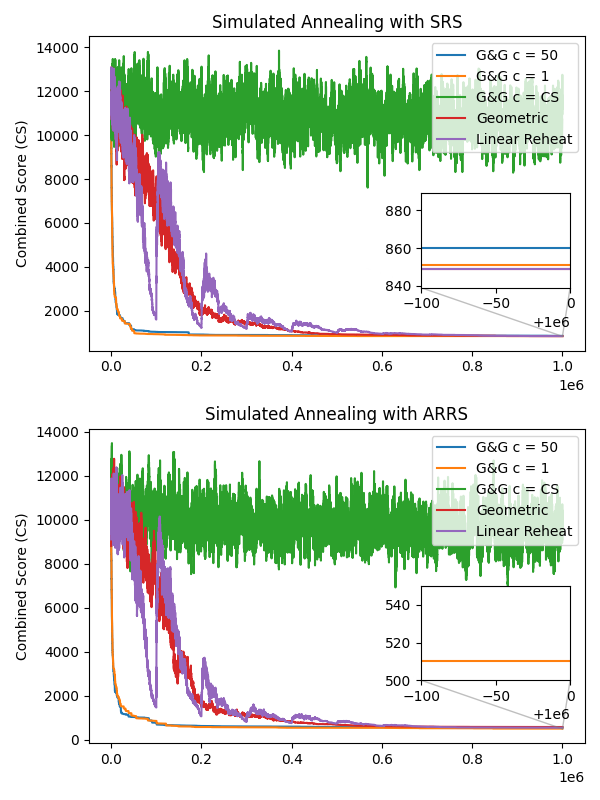 Simulated Annealing with SRS
14000
12000
10000
8000
6000
4000
2000
Combined Score (CS)
G&G c = 50
G&G c = 1
G&G c = CS
Geometric
Linear Reheat
880
860
840
−100
−50
0
+1e6
0.0
0.2
0.4
0.6
0.8
1.0
1e6
Simulated Annealing with ARRS
14000
12000
10000
8000
6000
4000
2000
0
Combined Score (CS)
G&G c = 50
G&G c = 1
G&G c = CS
Geometric
Linear Reheat
540
520
500
−100
−50
0
+1e6
0.0
0.2
0.4
0.6
0.8
1.0
1e6